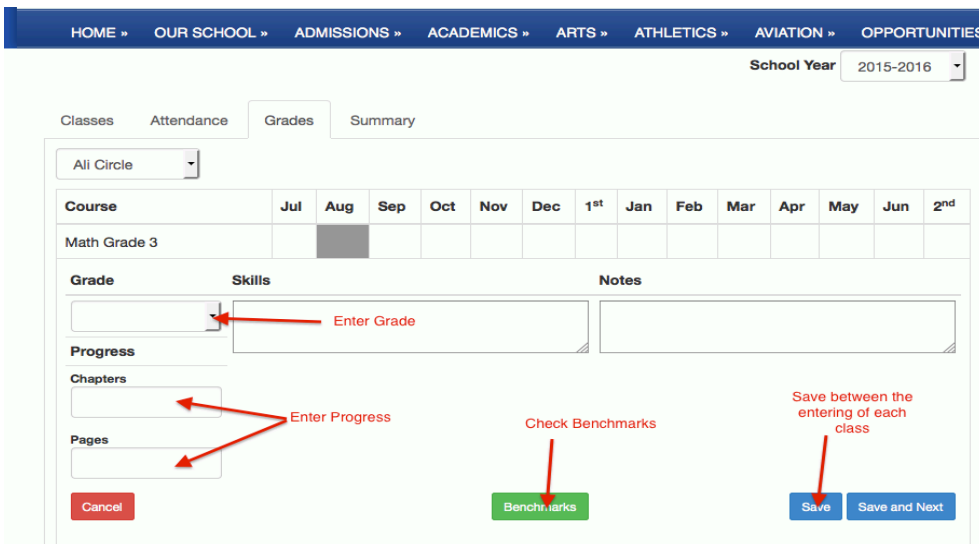 HOME » OUR SCHOOL » ADMISSIONS » ACADEMICS » ARTS » ATHLETICS » AVIATION » OPPORTUNITIES
School Year 2015-2016
Classes Attendance Grades Summary
Ali Circle
Course Jul Aug Sep Oct Nov Dec 1st Jan Feb Mar Apr May Jun 2nd
Math Grade 3
Grade Skills Notes
Enter Grade
Progress
Chapters
Enter Progress
Pages
Check Benchmarks
Save between the
entering of each
class
Cancel Benchmarks Save Save and Next